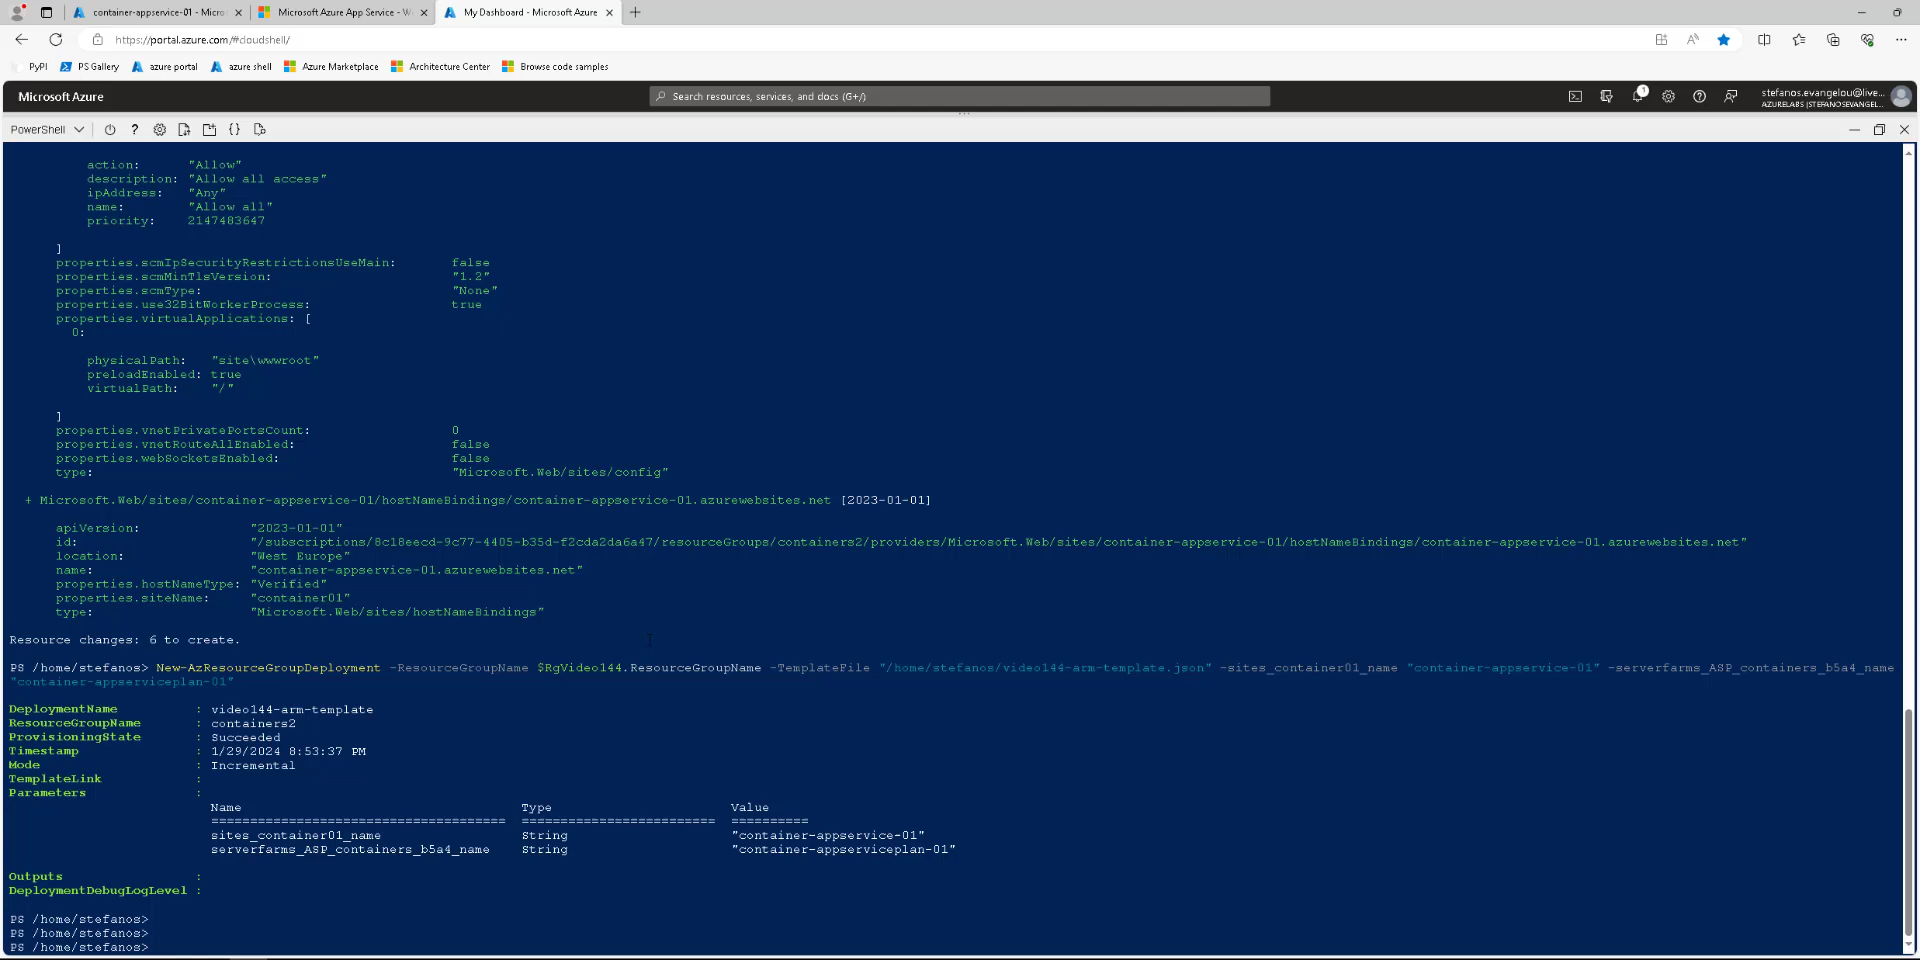 container-appservice-01 - Micro
Microsoft Azure App Service - W
My Dashboard - Microsoft Azure
https://portal.azure.com/#cloudshell/
PyPI
PS Gallery
azure portal
azure shell
Azure Marketplace
Architecture Center
Browse code samples
Microsoft Azure
Search resources, services, and docs (G+/)
1
stefanos.evangelou@live...
AZURELABS (STEFANOSEVANGEL...
PowerShell
action: "Allow"
description: "Allow all access"
ipAddress: "Any"
name: "Allow all"
priority: 2147483647
]
properties.scmIpSecurityRestrictionsUseMain: false
properties.scmMinTlsVersion: "1.2"
properties.scmType: "None"
properties.use32BitWorkerProcess: true
properties.virtualApplications: [
0:
physicalPath: "site\wwwroot"
preloadEnabled: true
virtualPath: "/"
]
properties.vnetPrivatePortsCount: 0
properties.vnetRouteAllEnabled: false
properties.webSocketsEnabled: false
type: "Microsoft.Web/sites/config"
+ Microsoft.Web/sites/container-appservice-01/hostNameBindings/container-appservice-01.azurewebsites.net [2023-01-01]
apiVersion: "2023-01-01"
id: "/subscriptions/8c18eecd-9c77-4405-b35d-f2cda2da6a47/resourceGroups/containers2/providers/Microsoft.Web/sites/container-appservice-01/hostNameBindings/container-appservice-01.azurewebsites.net"
location: "West Europe"
name: "container-appservice-01.azurewebsites.net"
properties.hostNameType: "Verified"
properties.siteName: "container01"
type: "Microsoft.Web/sites/hostNameBindings"
Resource changes: 6 to create.
PS /home/stefanos> New-AzResourceGroupDeployment -ResourceGroupName $RgVideo144.ResourceGroupName -TemplateFile "/home/stefanos/video144-arm-template.json" -sites_container01_name "container-appservice-01" -serverfarms_ASP_containers_b5a4_name
"container-appserviceplan-01"
DeploymentName : video144-arm-template
ResourceGroupName : containers2
ProvisioningState : Succeeded
Timestamp : 1/29/2024 8:53:37 PM
Mode : Incremental
TemplateLink :
Parameters :
Name Type Value
====================================== ========================= ==========
sites_container01_name String "container-appservice-01"
serverfarms_ASP_containers_b5a4_name String "container-appserviceplan-01"
Outputs :
DeploymentDebugLogLevel :
PS /home/stefanos>
PS /home/stefanos>
PS /home/stefanos>